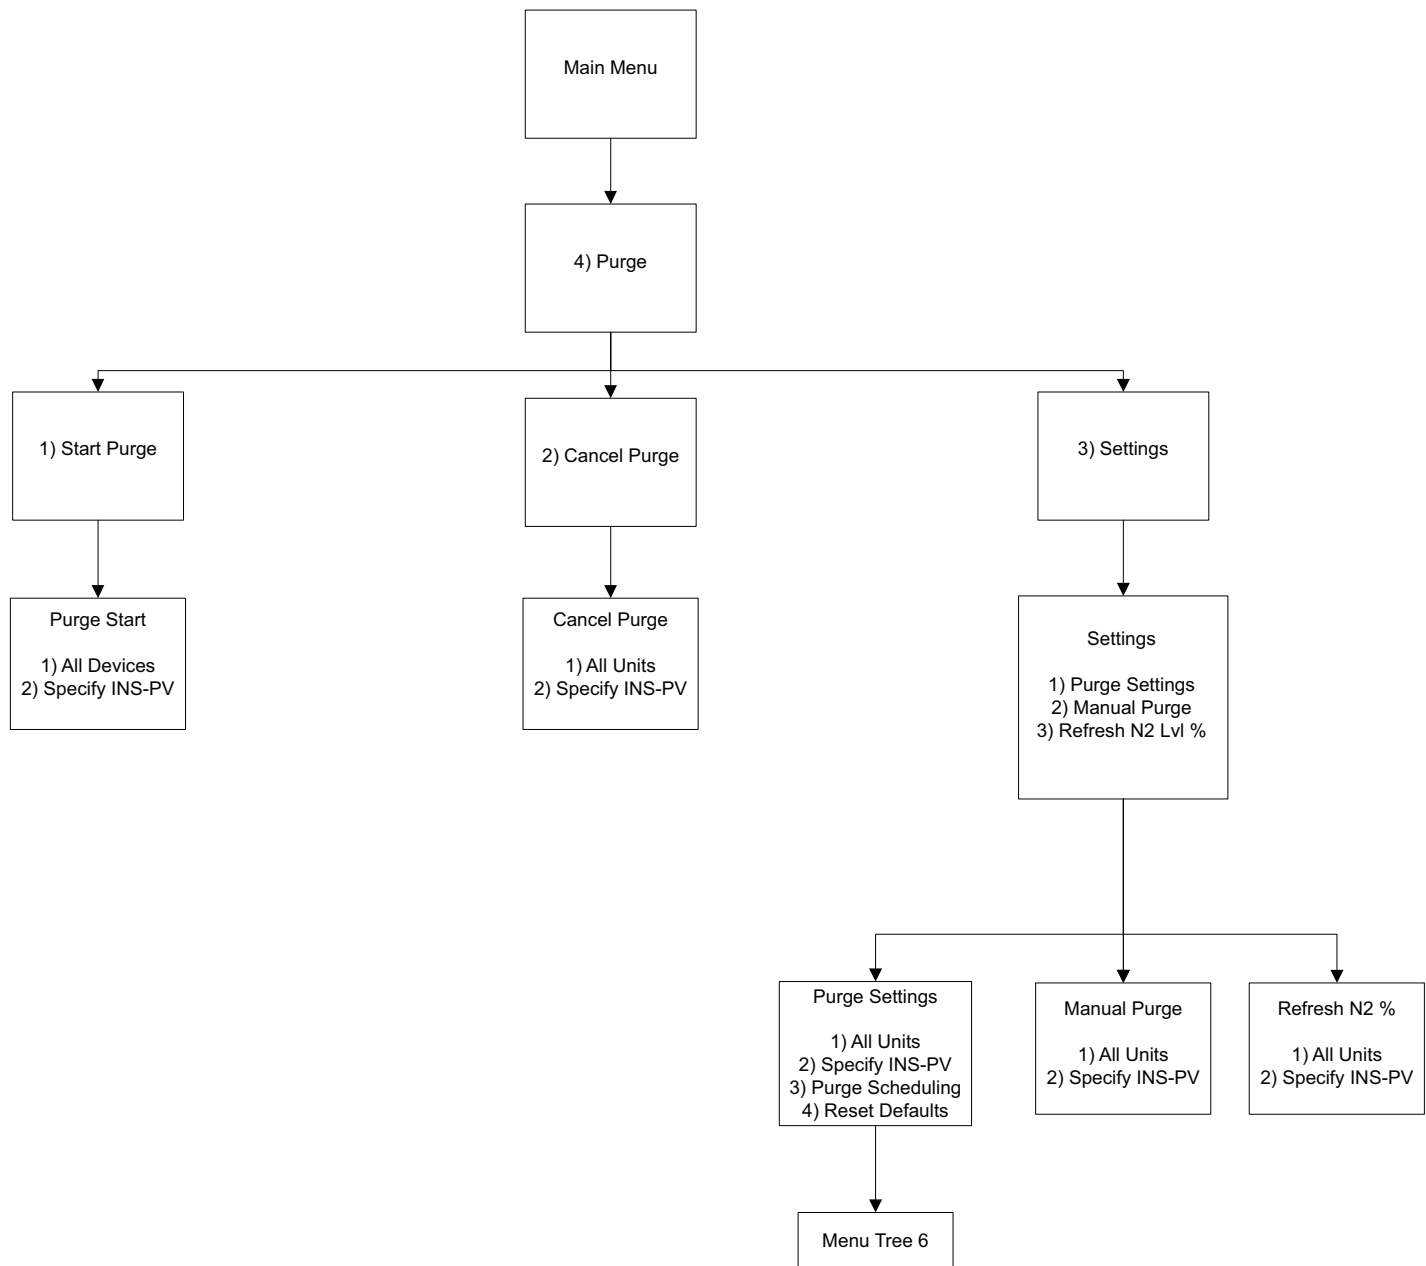 Main Menu
4) Purge
1) Start Purge
2) Cancel Purge
3) Settings
Purge Start
1) All Devices
2) Specify INS-PV
Cancel Purge
1) All Units
2) Specify INS-PV
Settings
1) Purge Settings
2) Manual Purge
3) Refresh N2 Lvl %
Purge Settings
1) All Units
2) Specify INS-PV
3) Purge Scheduling
4) Reset Defaults
Manual Purge
1) All Units
2) Specify INS-PV
Refresh N2 %
1) All Units
2) Specify INS-PV
Menu Tree 6